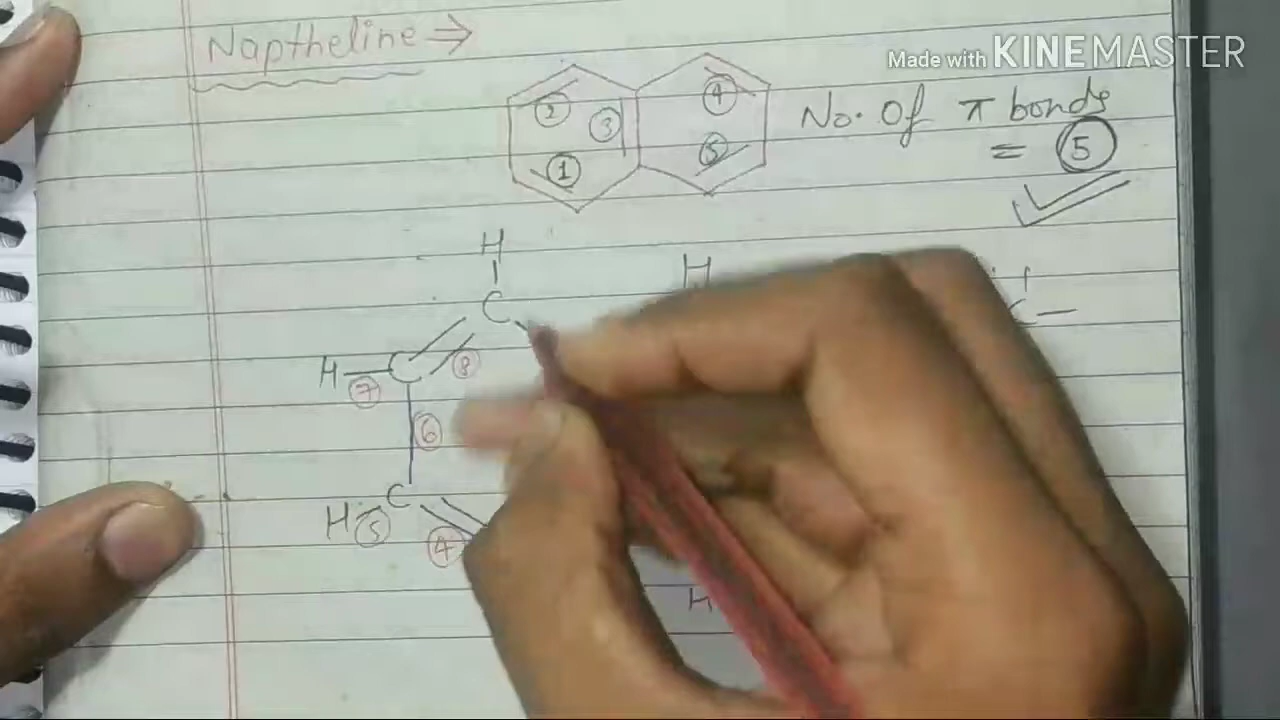 Made with KINEMASTER
Naptheline ⇒
No. Of π bonds
= 5
2 3 4
1 5
H
C
H
H C
7 8
6
C
H C
5 4
H